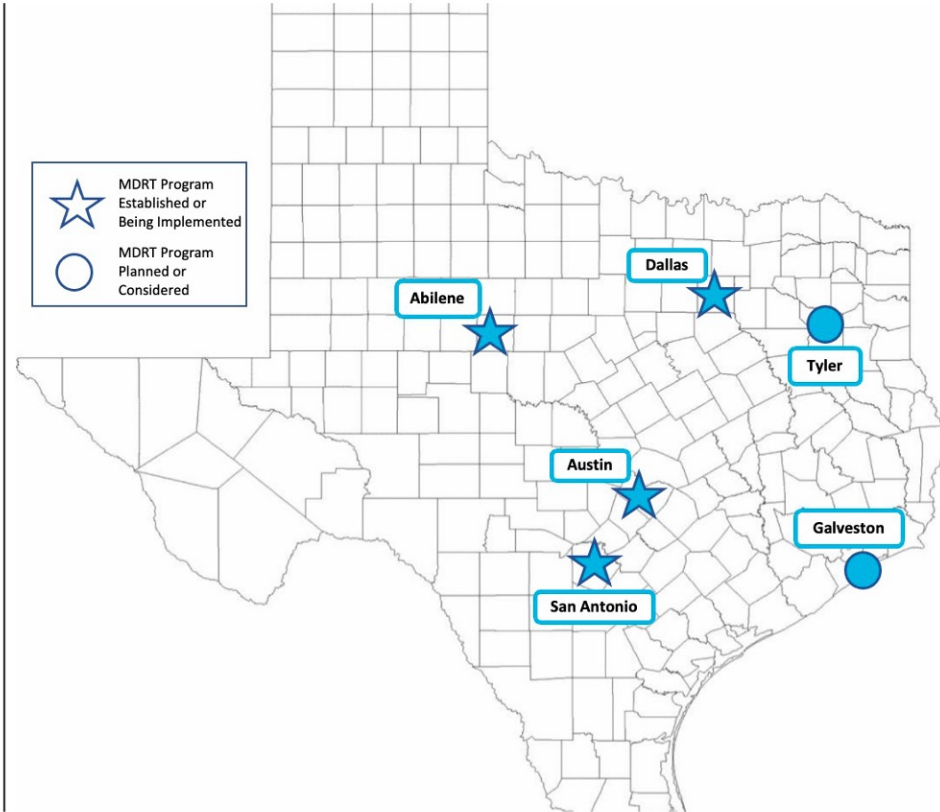 MDRT Program
Established or
Being Implemented
MDRT Program
Planned or
Considered
Dallas
Abilene
Tyler
Austin
Galveston
San Antonio